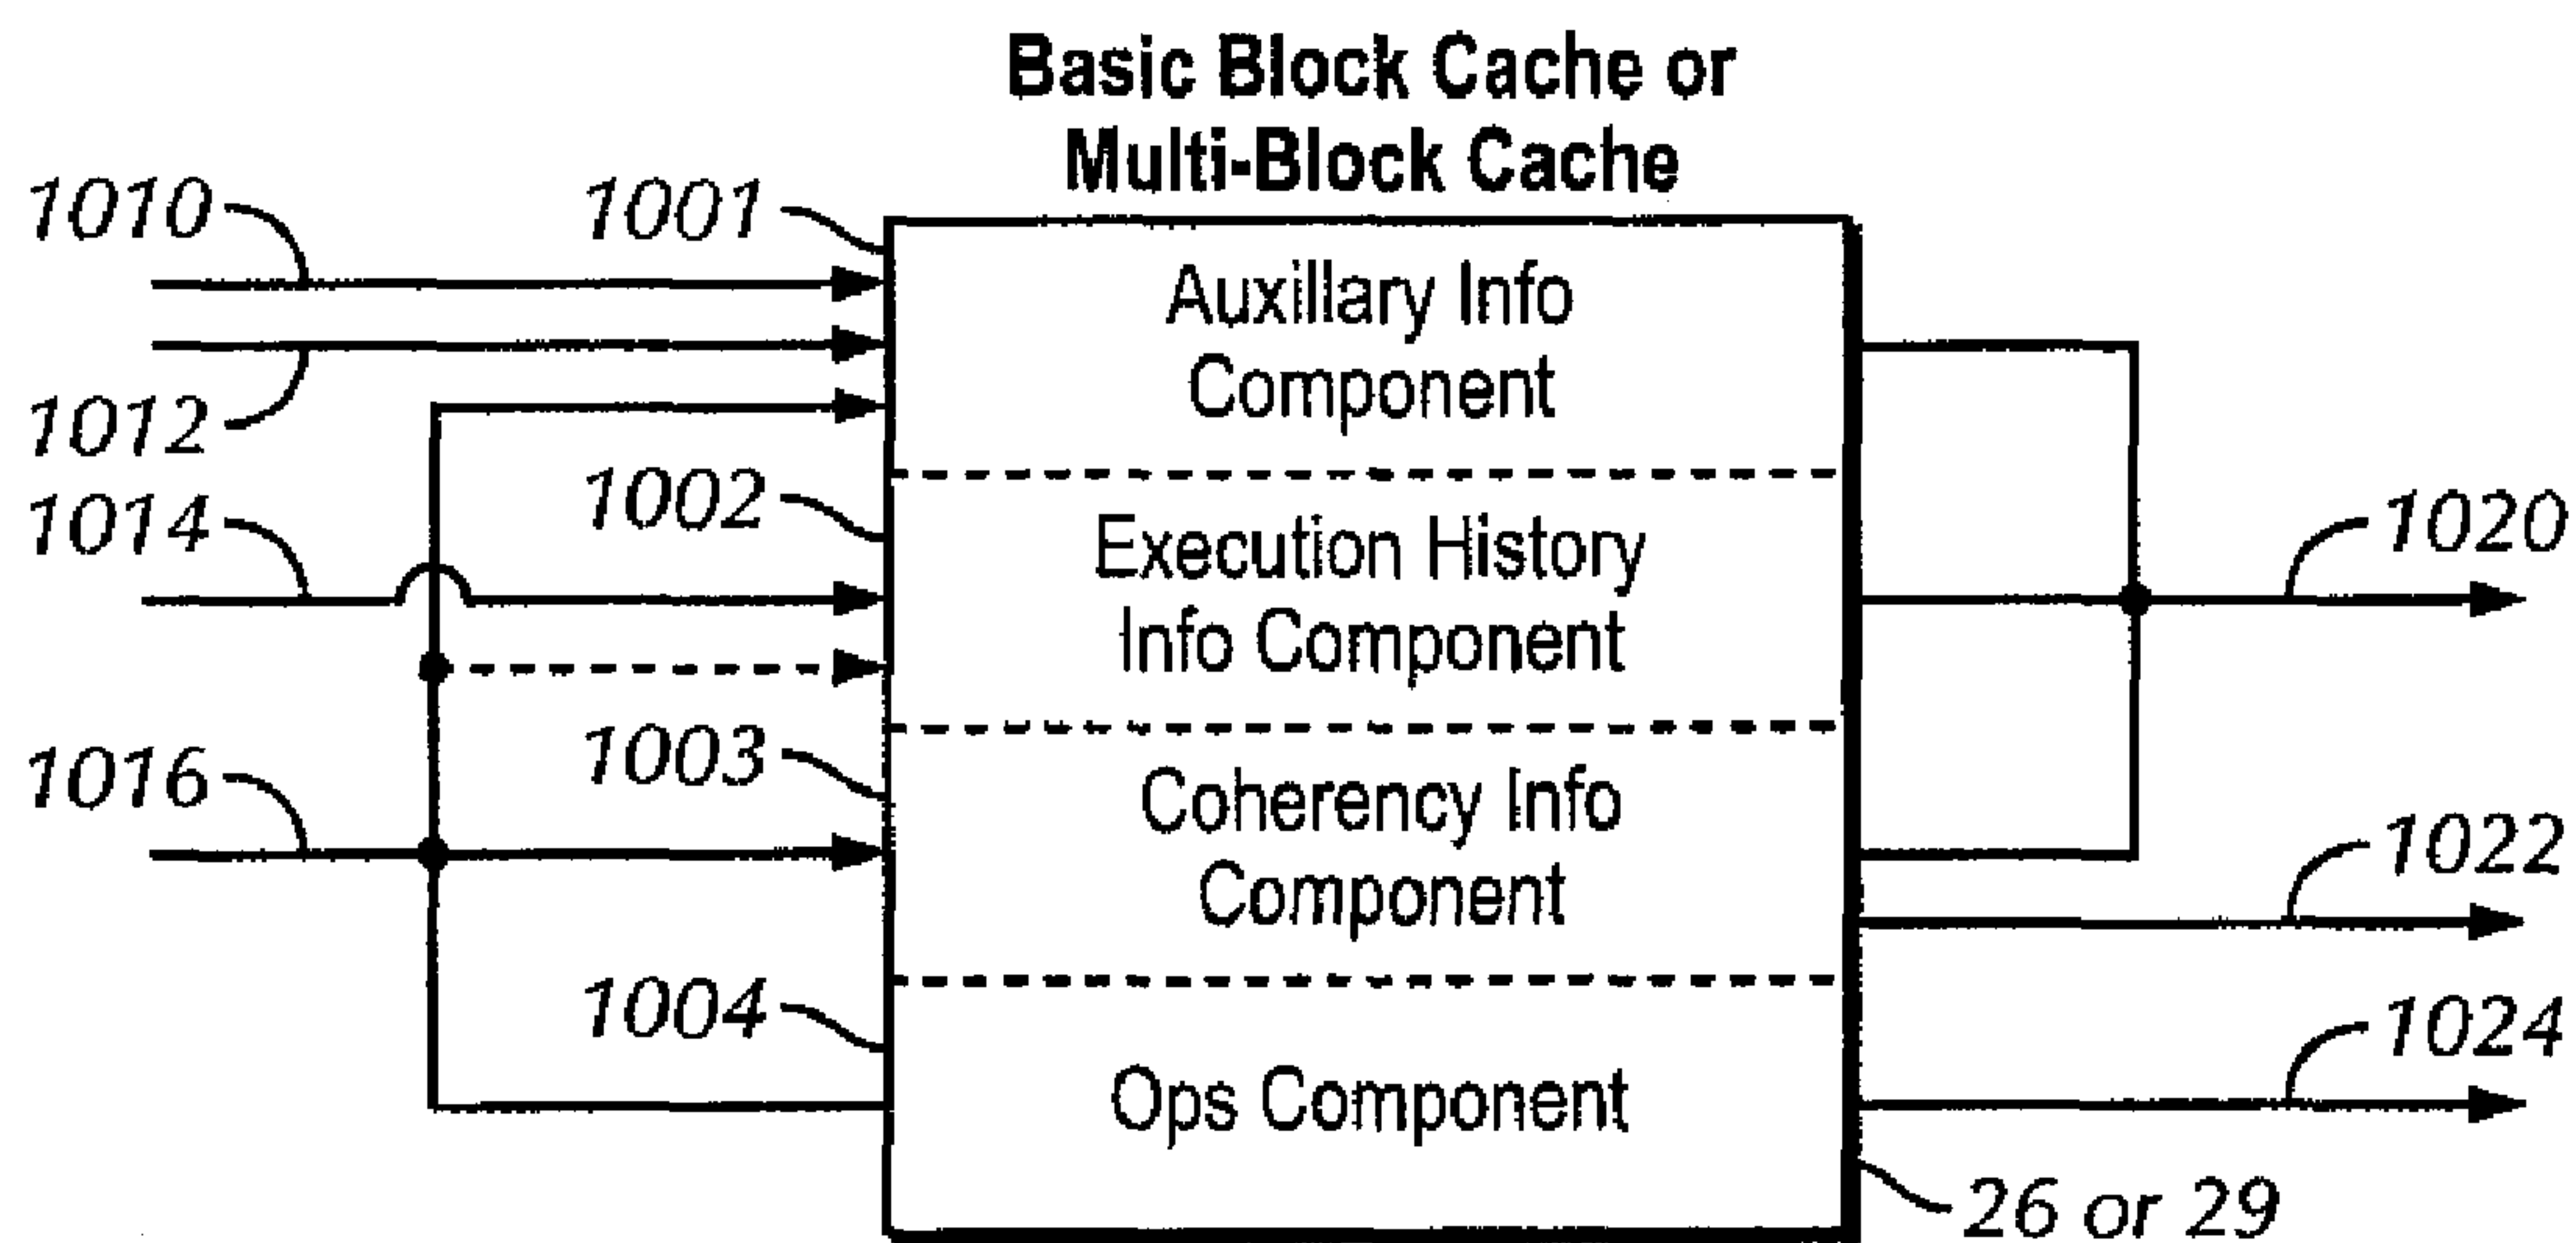 Basic Block Cache or
Multi-Block Cache
1010
1001
Auxillary Info
Component
1012
1002
1014
Execution History
Info Component
1020
1003
1016
Coherency Info
Component
1022
1004
1024
Ops Component
26 or 29